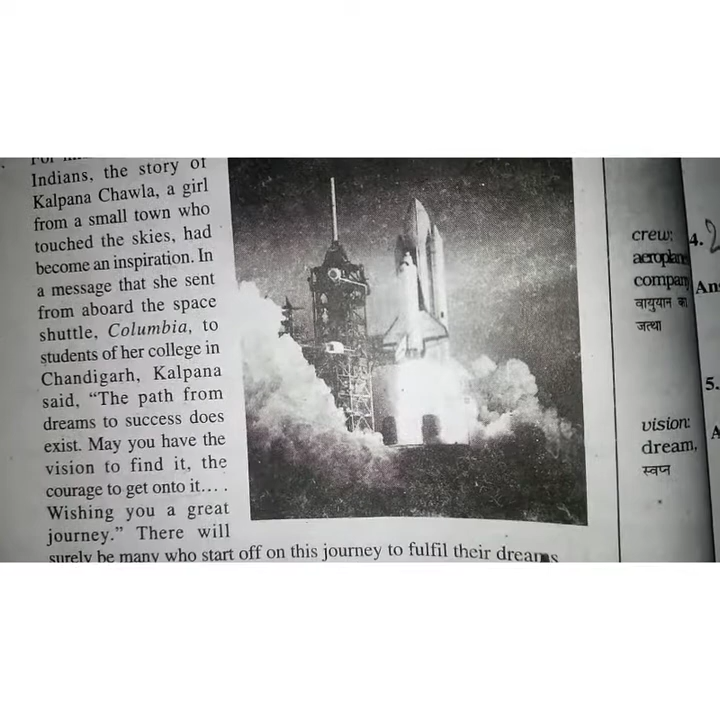 Indians, the story of
Kalpana Chawla, a girl
from a small town who
touched the skies, had
become an inspiration. In
a message that she sent
from aboard the space
shuttle, Columbia, to
students of her college in
Chandigarh, Kalpana
said, “The path from
dreams to success does
exist. May you have the
vision to find it, the
courage to get onto it... .
Wishing you a great
journey.” There will
surely be many who start off on this journey to fulfil their dreams
crew:
aeroplane
company
वायुयान का
जत्था
vision:
dream,
स्वप्न
4.
5.